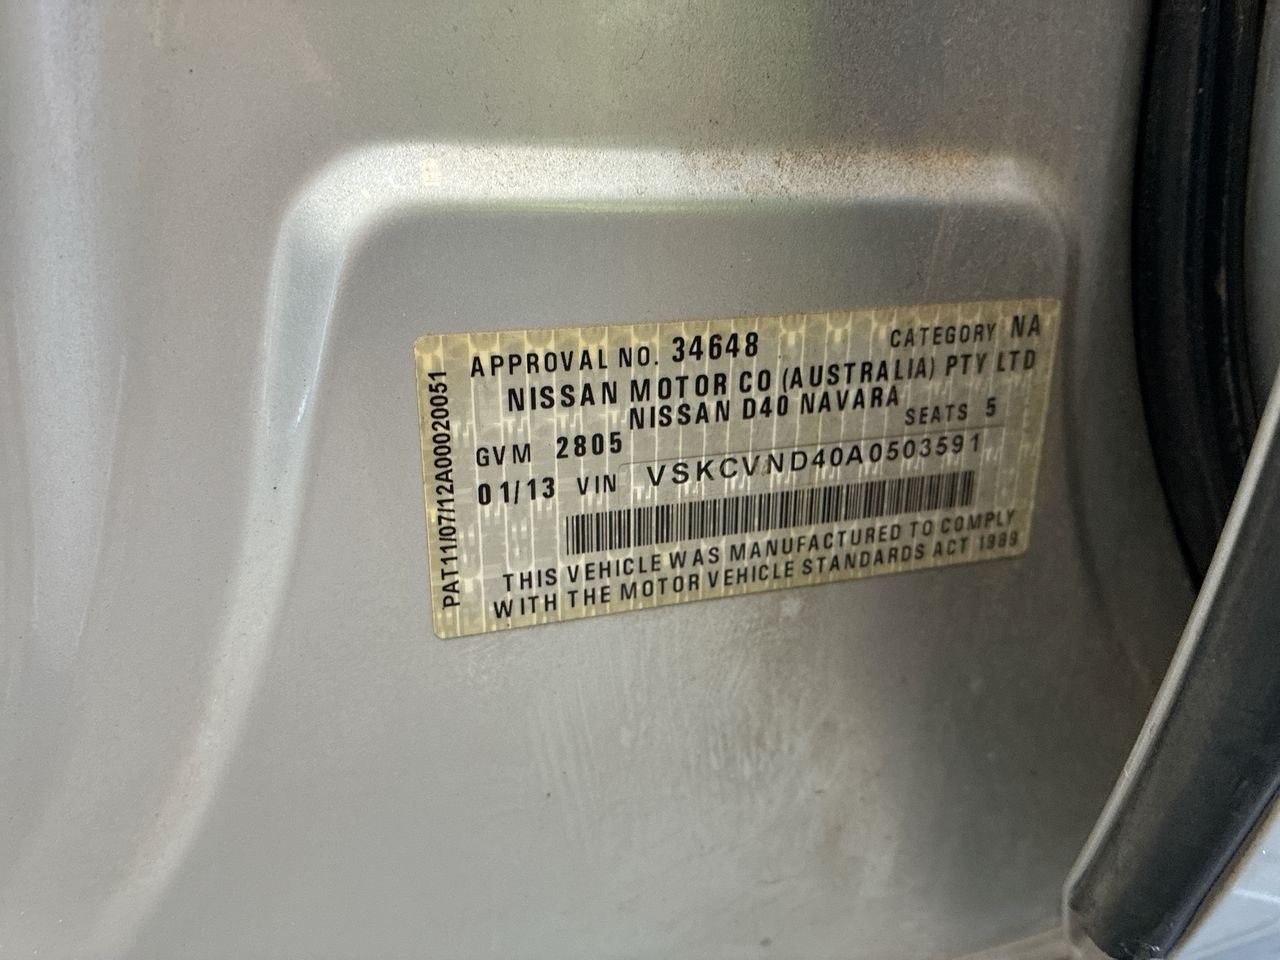 APPROVAL NO. 34648 CATEGORY NA
NISSAN MOTOR CO (AUSTRALIA) PTY LTD
NISSAN D40 NAVARA
GVM 2805 SEATS 5
01/13 VIN VSKCVND40A0503591
THIS VEHICLE WAS MANUFACTURED TO COMPLY
WITH THE MOTOR VEHICLE STANDARDS ACT 1989
PAT11/07/12A00020051